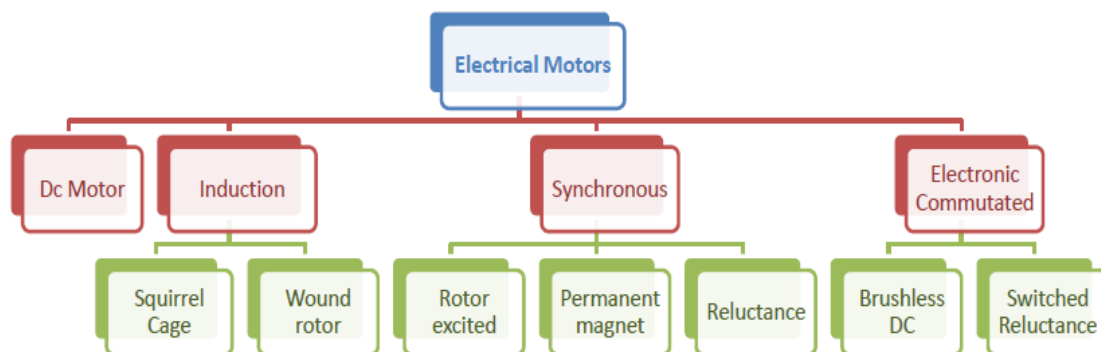 Electrical Motors
Dc Motor
Induction
Synchronous
Electronic
Commutated
Squirrel
Cage
Wound
rotor
Rotor
excited
Permanent
magnet
Reluctance
Brushless
DC
Switched
Reluctance